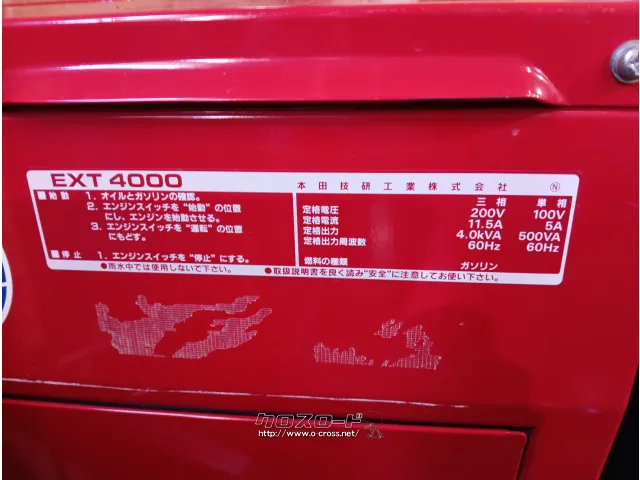 EXT 4000
本田技研工業株式会社 Ⓝ
■始動 1. オイルとガソリンの確認。
2. エンジンスイッチを“始動”の位置
にし、エンジンを始動させる。
3. エンジンスイッチを“運転”の位置
にもどす。
■停止 1. エンジンスイッチを“停止”にする。
三相 単相
定格電圧 200V 100V
定格電流 11.5A 5A
定格出力 4.0kVA 500VA
定格出力周波数 60Hz 60Hz
燃料の種類 ガソリン
●雨水中では使用しないで下さい。 ●取扱説明書を良く読み“安全”に注意してお使い下さい。
クロスロード
http://www.o-cross.net/